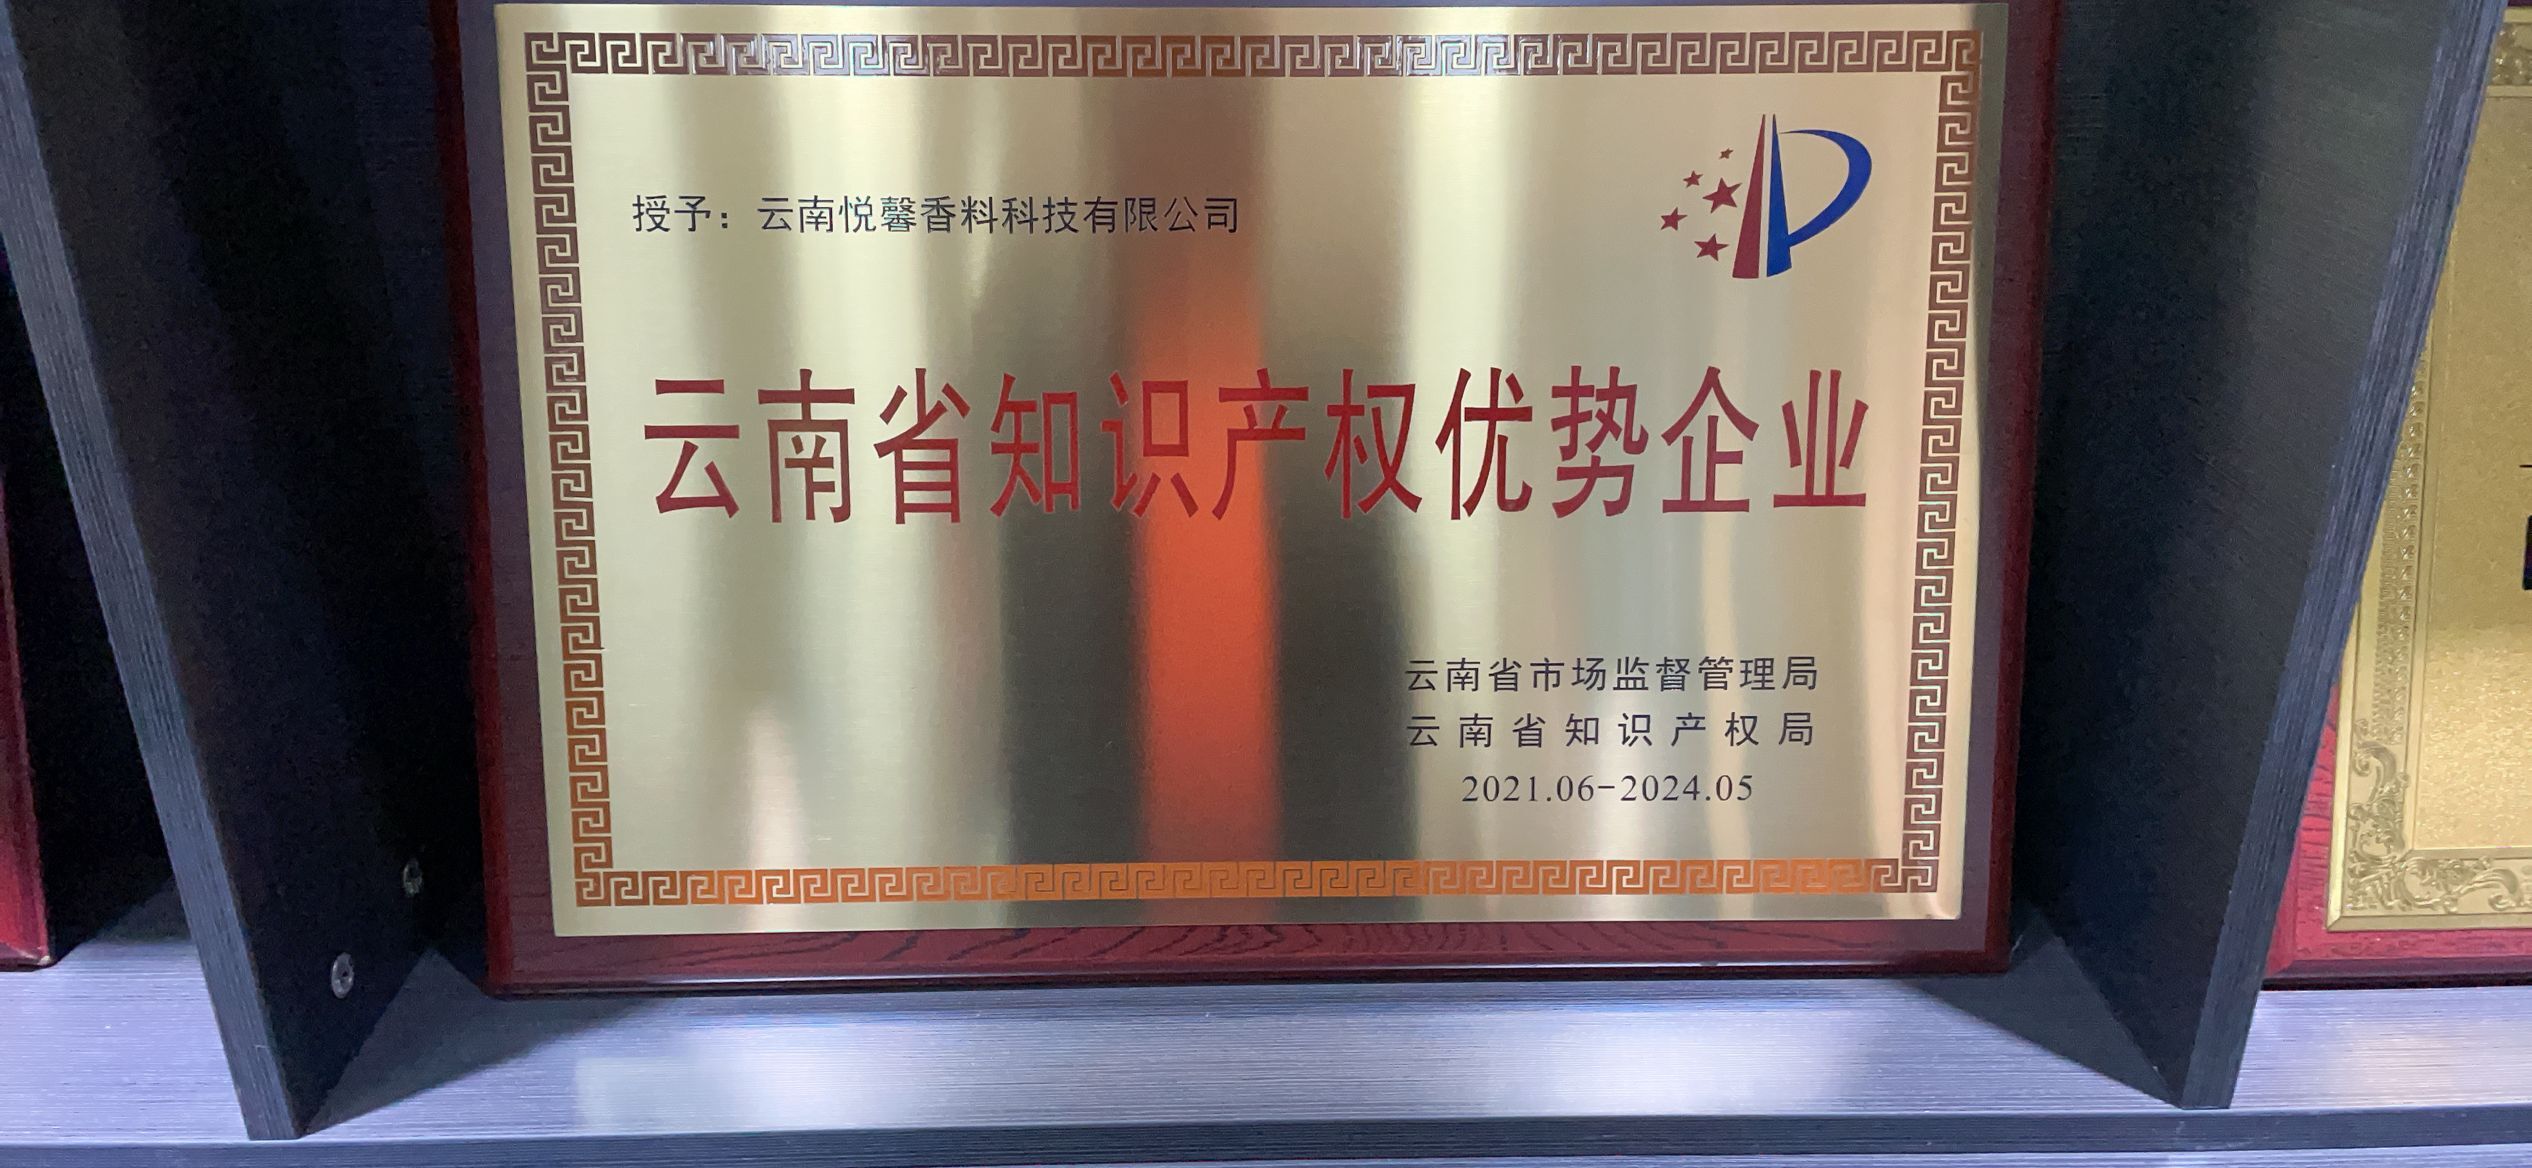 授予：云南悦馨香料科技有限公司
云南省知识产权优势企业
云南省市场监督管理局
云南省知识产权局
2021.06-2024.05